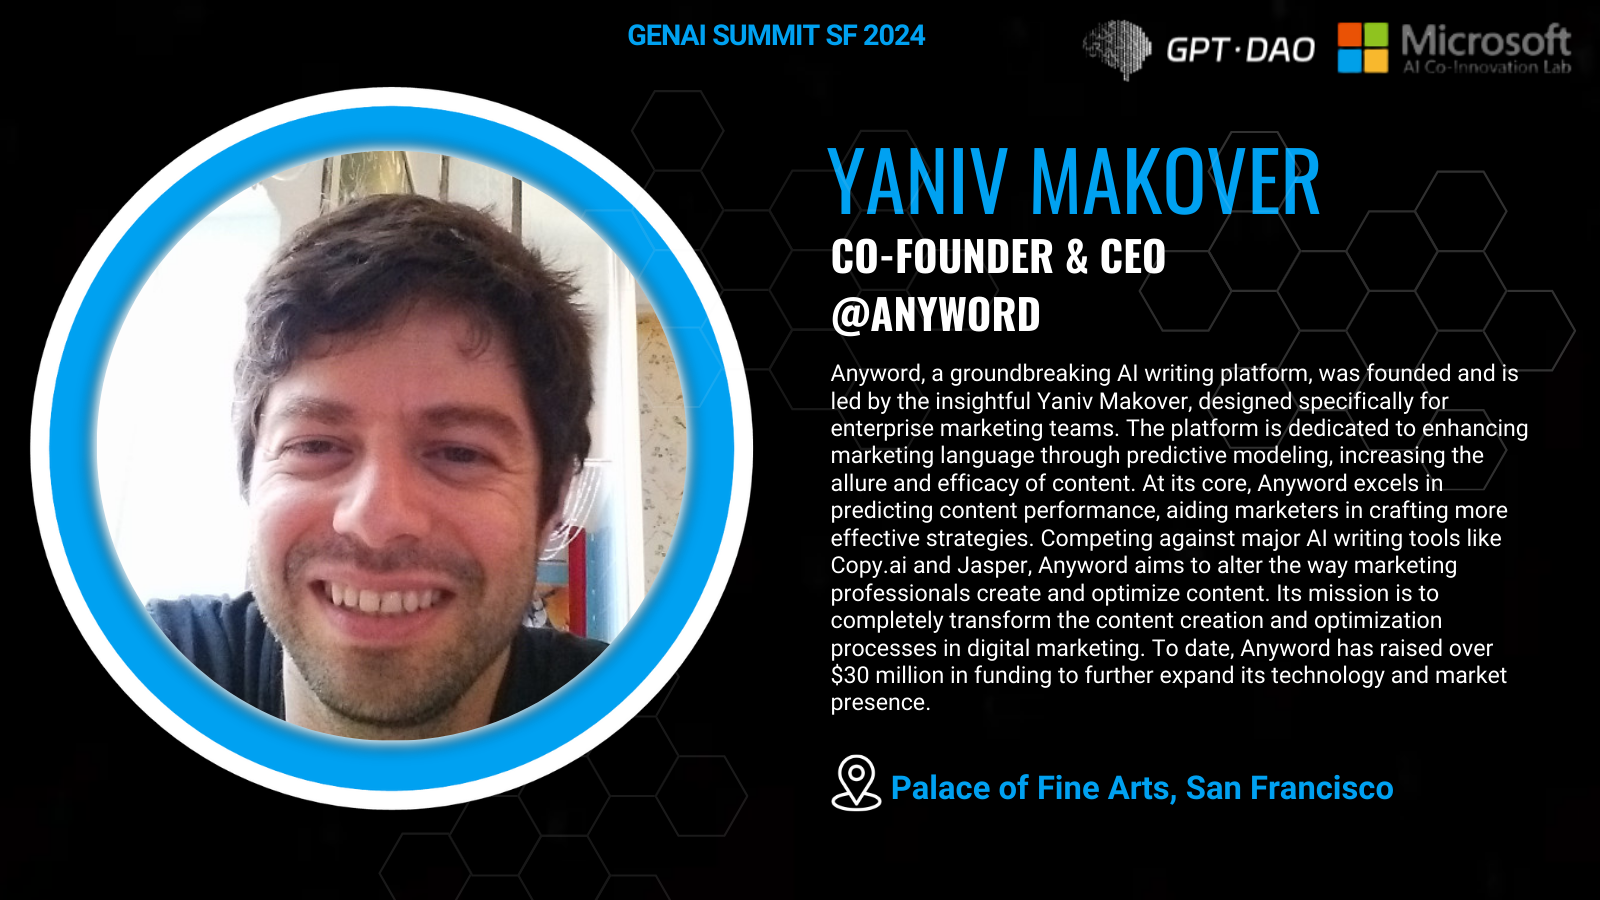 GENAI SUMMIT SF 2024
GPT·DAO
Microsoft
AI Co-Innovation Lab
YANIV MAKOVER
CO-FOUNDER & CEO
@ANYWORD
Anyword, a groundbreaking AI writing platform, was founded and is
led by the insightful Yaniv Makover, designed specifically for
enterprise marketing teams. The platform is dedicated to enhancing
marketing language through predictive modeling, increasing the
allure and efficacy of content. At its core, Anyword excels in
predicting content performance, aiding marketers in crafting more
effective strategies. Competing against major AI writing tools like
Copy.ai and Jasper, Anyword aims to alter the way marketing
professionals create and optimize content. Its mission is to
completely transform the content creation and optimization
processes in digital marketing. To date, Anyword has raised over
$30 million in funding to further expand its technology and market
presence.
Palace of Fine Arts, San Francisco